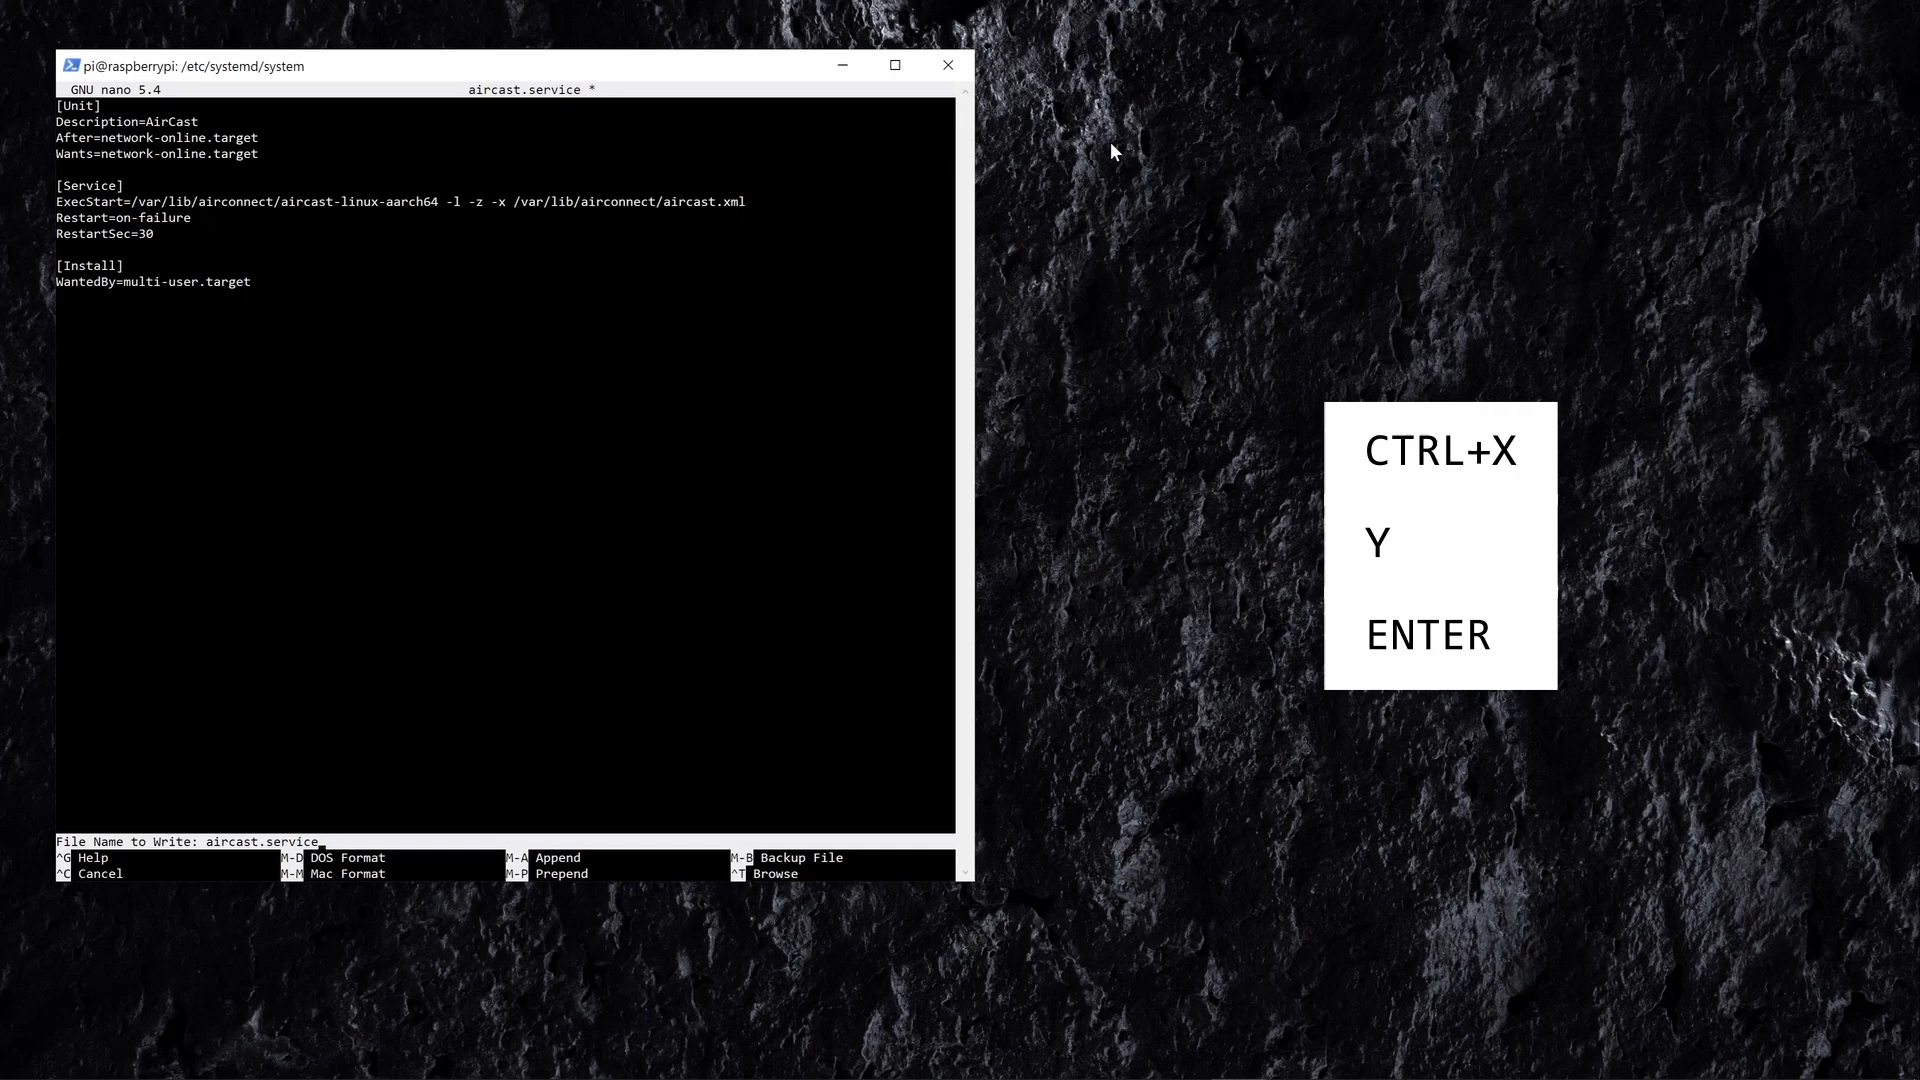 pi@raspberrypi: /etc/systemd/system
GNU nano 5.4 aircast.service *
[Unit]
Description=AirCast
After=network-online.target
Wants=network-online.target
[Service]
ExecStart=/var/lib/airconnect/aircast-linux-aarch64 -l -z -x /var/lib/airconnect/aircast.xml
Restart=on-failure
RestartSec=30
[Install]
WantedBy=multi-user.target
File Name to Write: aircast.service
^G Help M-D DOS Format M-A Append M-B Backup File
^C Cancel M-M Mac Format M-P Prepend ^T Browse
CTRL+X
Y
ENTER